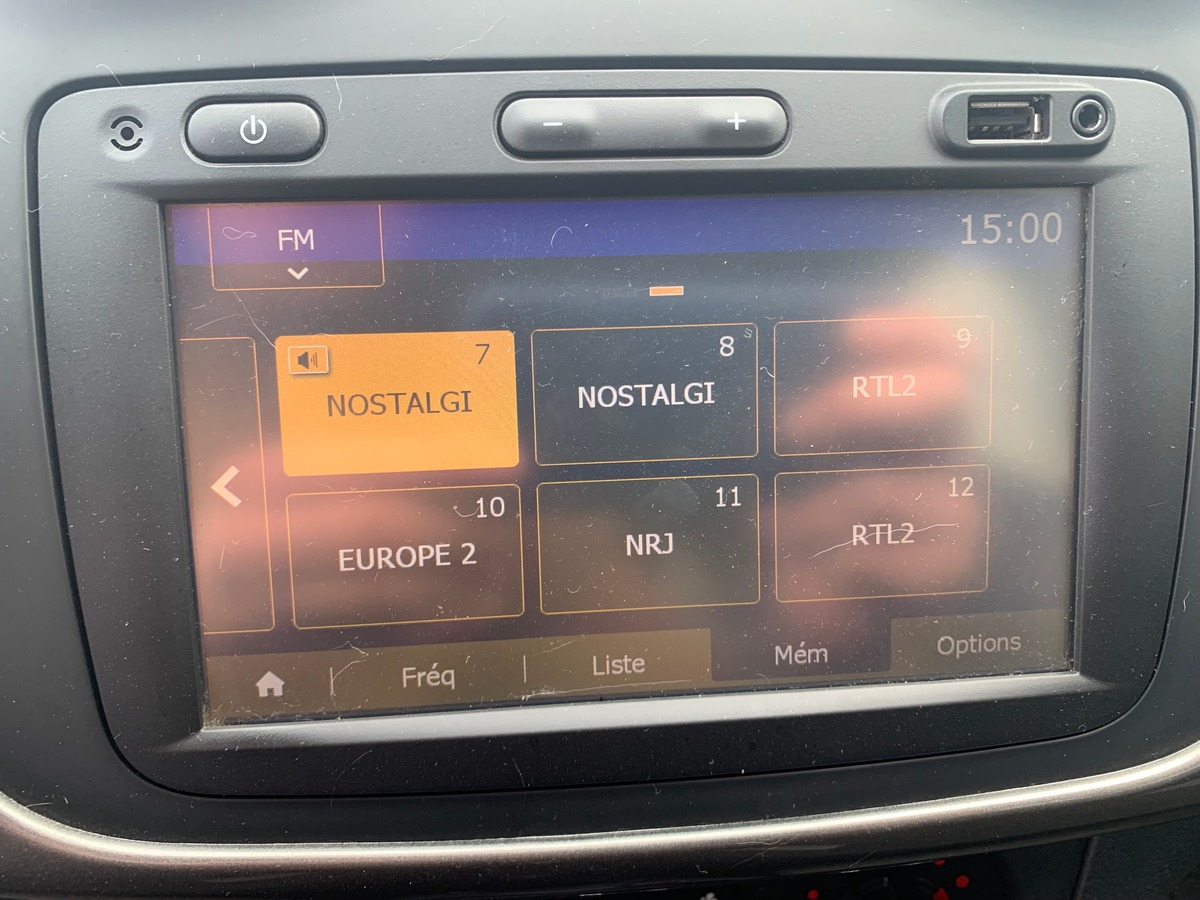 − +
FM
15:00
7
NOSTALGI
8
NOSTALGI
9
RTL2
10
EUROPE 2
11
NRJ
12
RTL2
Fréq | Liste Mém Options